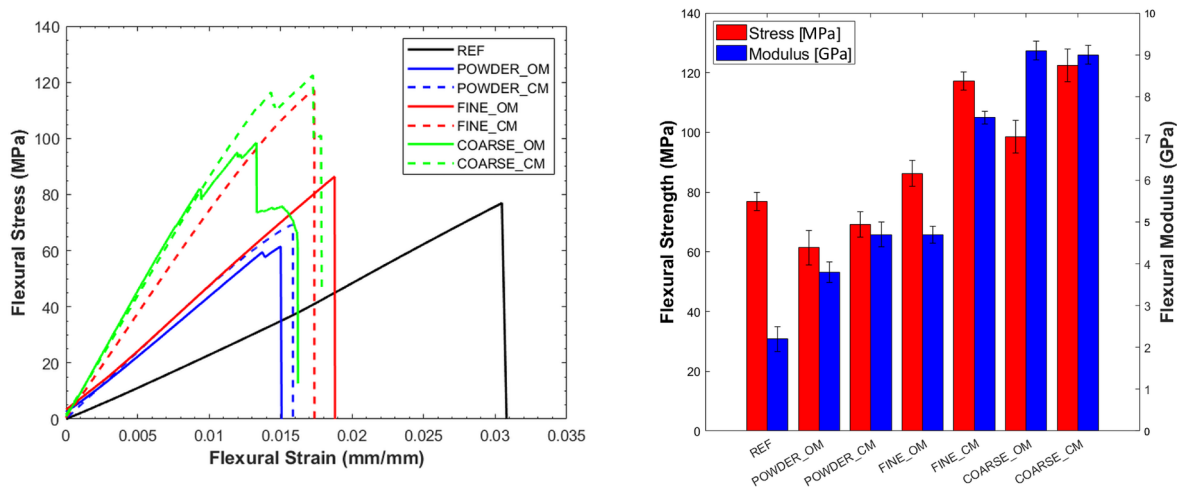 140
120
100
80
60
40
20
0
Flexural Stress (MPa)
0
0.005
0.01
0.015
0.02
0.025
0.03
0.035
Flexural Strain (mm/mm)
REF
POWDER_OM
POWDER_CM
FINE_OM
FINE_CM
COARSE_OM
COARSE_CM
140
120
100
80
60
40
20
0
Flexural Strength (MPa)
Stress [MPa]
Modulus [GPa]
10
9
8
7
6
5
4
3
2
1
0
Flexural Modulus (GPa)
REF
POWDER_OM
POWDER_CM
FINE_OM
FINE_CM
COARSE_OM
COARSE_CM